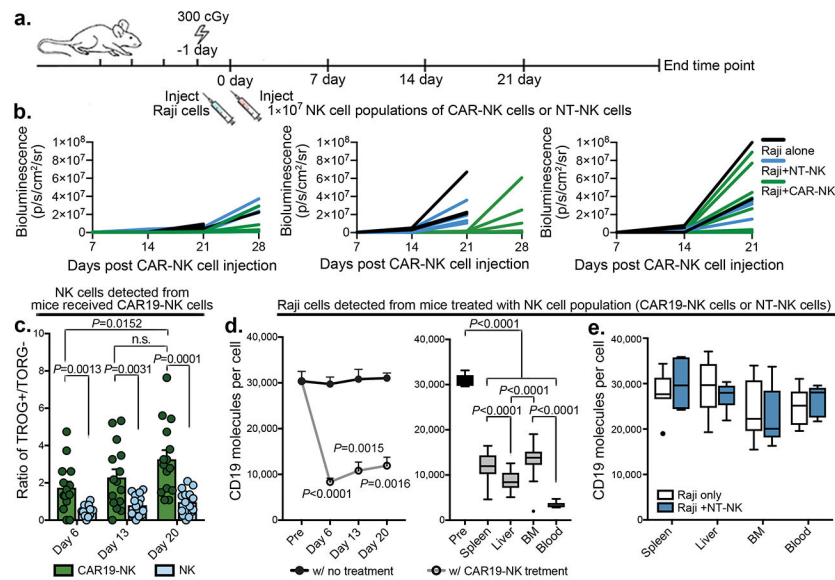 a.
300 cGy
-1 day
0 day
7 day
14 day
21 day
End time point
Inject
Raji cells
Inject
1×10⁷ NK cell populations of CAR-NK cells or NT-NK cells
b.
Bioluminescence
(p/s/cm²/sr)
1×10⁸
8×10⁷
6×10⁷
4×10⁷
2×10⁷
0
7
14
21
28
Days post CAR-NK cell injection
Bioluminescence
(p/s/cm²/sr)
1×10⁸
8×10⁷
6×10⁷
4×10⁷
2×10⁷
0
7
14
21
28
Days post CAR-NK cell injection
Bioluminescence
(p/s/cm²/sr)
1×10⁸
8×10⁷
6×10⁷
4×10⁷
2×10⁷
0
7
14
21
Days post CAR-NK cell injection
Raji alone
Raji+NT-NK
Raji+CAR-NK
NK cells detected from
mice received CAR19-NK cells
c.
P=0.0152
n.s.
P=0.0013
P=0.0031
P=0.0001
Ratio of TROG+/TORG-
10
8
6
4
2
0
Day 6
Day 13
Day 20
CAR19-NK
NK
Raji cells detected from mice treated with NK cell population (CAR19-NK cells or NT-NK cells)
d.
CD19 molecules per cell
40,000
30,000
20,000
10,000
0
P<0.0001
P=0.0015
P=0.0016
Pre
Day 6
Day 13
Day 20
CD19 molecules per cell
40,000
30,000
20,000
10,000
0
P<0.0001
P<0.0001
P<0.0001
P<0.0001
Pre
Spleen
Liver
BM
Blood
w/ no treatment
w/ CAR19-NK tretment
e.
CD19 molecules per cell
40,000
30,000
20,000
10,000
0
Raji only
Raji +NT-NK
Spleen
Liver
BM
Blood